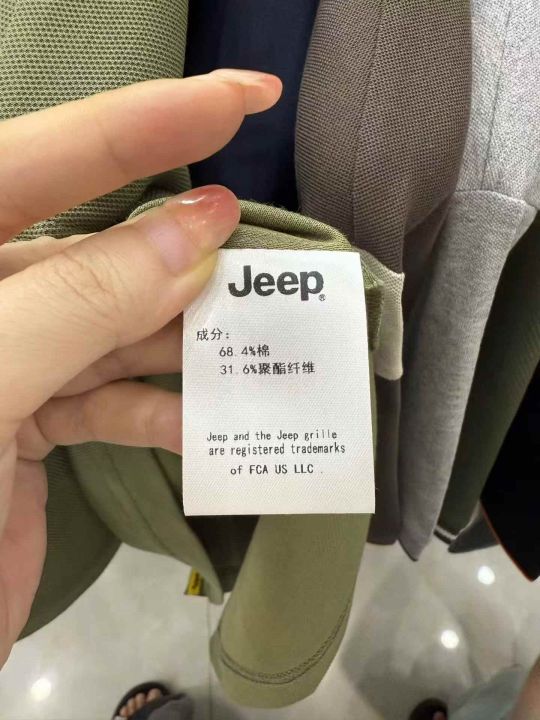 Jeep®
成分：
68.4%棉
31.6%聚酯纤维
Jeep and the Jeep grille
are registered trademarks
of FCA US LLC.